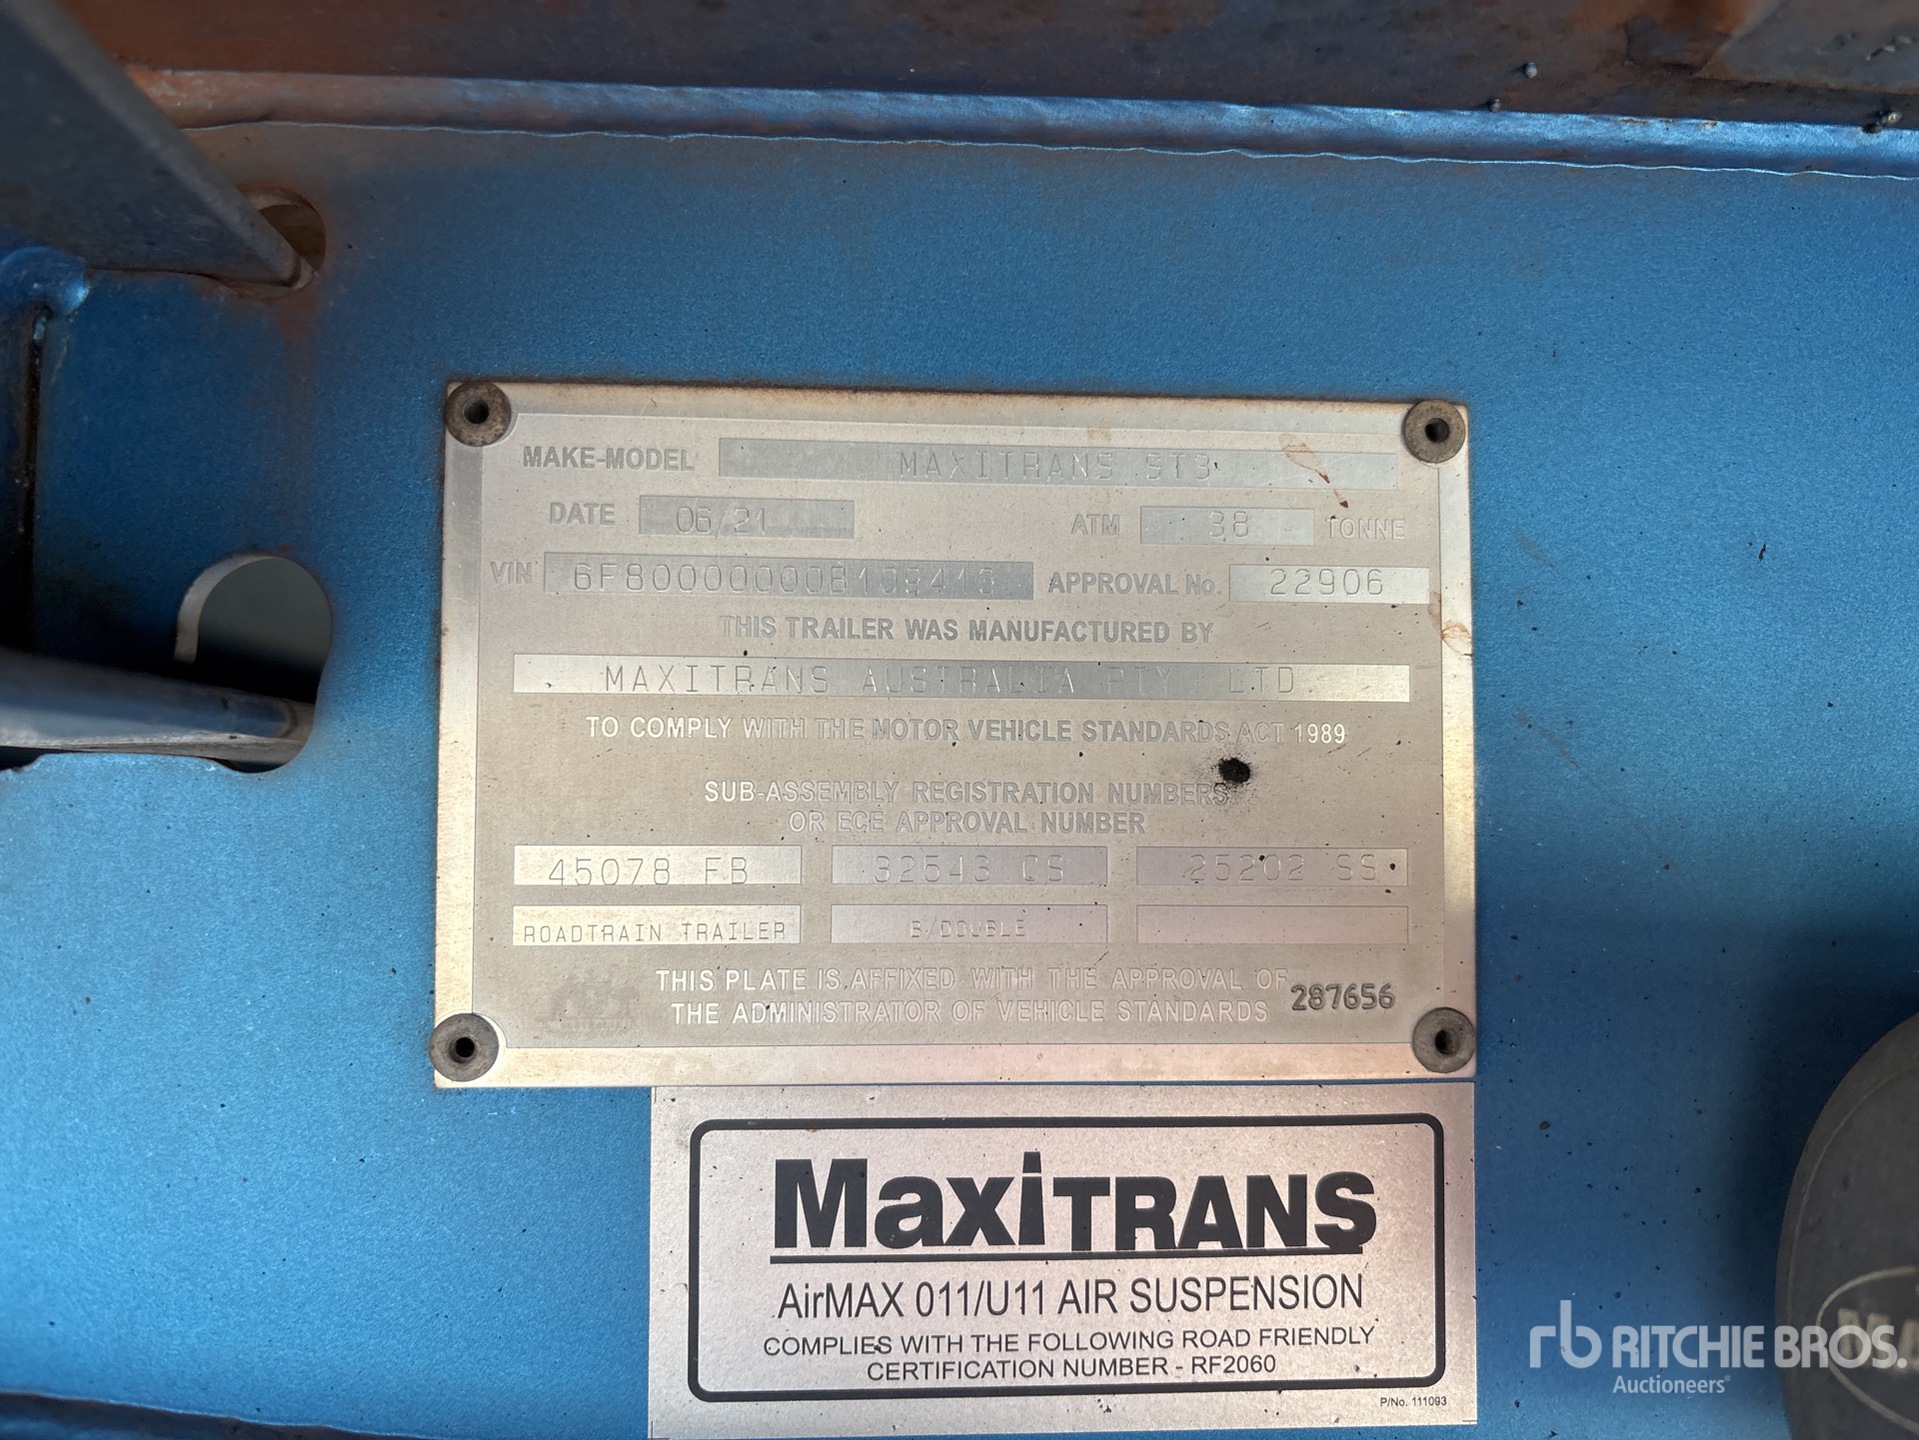 MAKE-MODEL MAXITRANS ST3
DATE 06/21 ATM 38 TONNE
VIN APPROVAL No. 22906
THIS TRAILER WAS MANUFACTURED BY
MAXITRANS AUSTRALIA PTY. LTD.
TO COMPLY WITH THE MOTOR VEHICLE STANDARDS ACT 1989
SUB-ASSEMBLY REGISTRATION NUMBERS
OR ECE APPROVAL NUMBER
45078 FB 32543 CS 25202 SS
ROADTRAIN TRAILER B/DOUBLE
THIS PLATE IS AFFIXED WITH THE APPROVAL OF
THE ADMINISTRATOR OF VEHICLE STANDARDS 287656
MaxiTRANS
AirMAX 011/U11 AIR SUSPENSION
COMPLIES WITH THE FOLLOWING ROAD FRIENDLY
CERTIFICATION NUMBER - RF2060
P/No. 111093
rb RITCHIE BROS.
Auctioneers